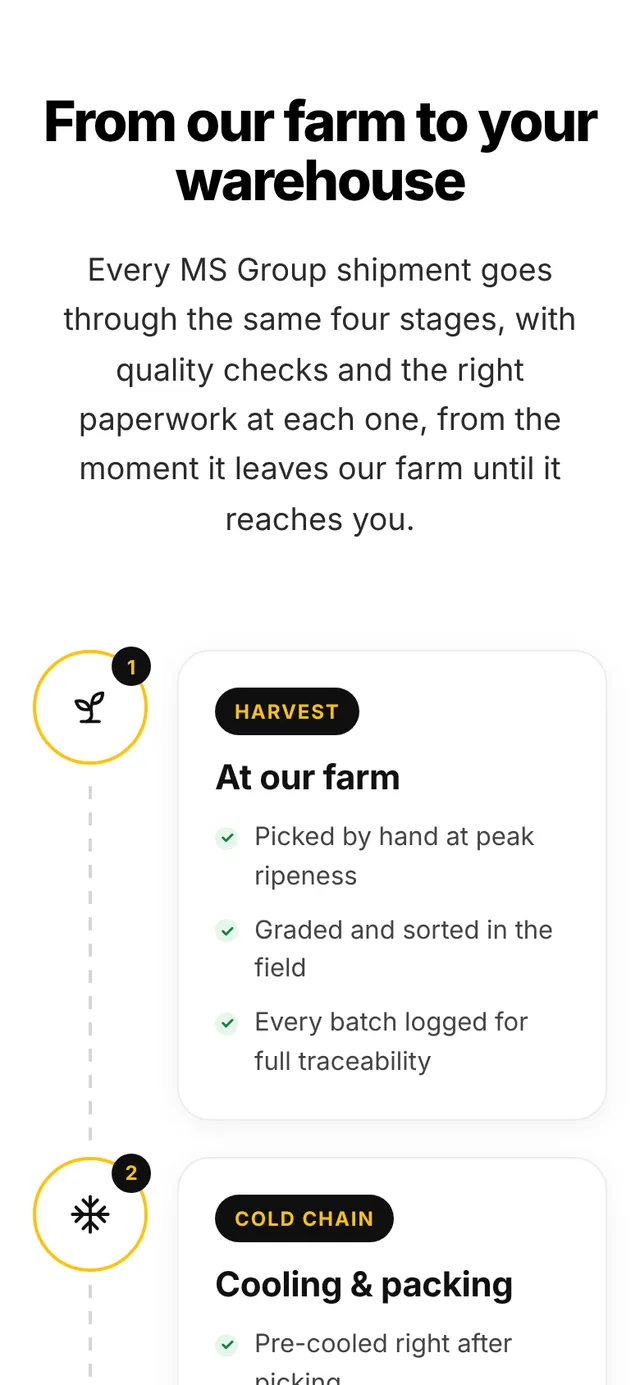 From our farm to your
warehouse
Every MS Group shipment goes
through the same four stages, with
quality checks and the right
paperwork at each one, from the
moment it leaves our farm until it
reaches you.
1
HARVEST
At our farm
Picked by hand at peak
ripeness
Graded and sorted in the
field
Every batch logged for
full traceability
2
COLD CHAIN
Cooling & packing
Pre-cooled right after
picking